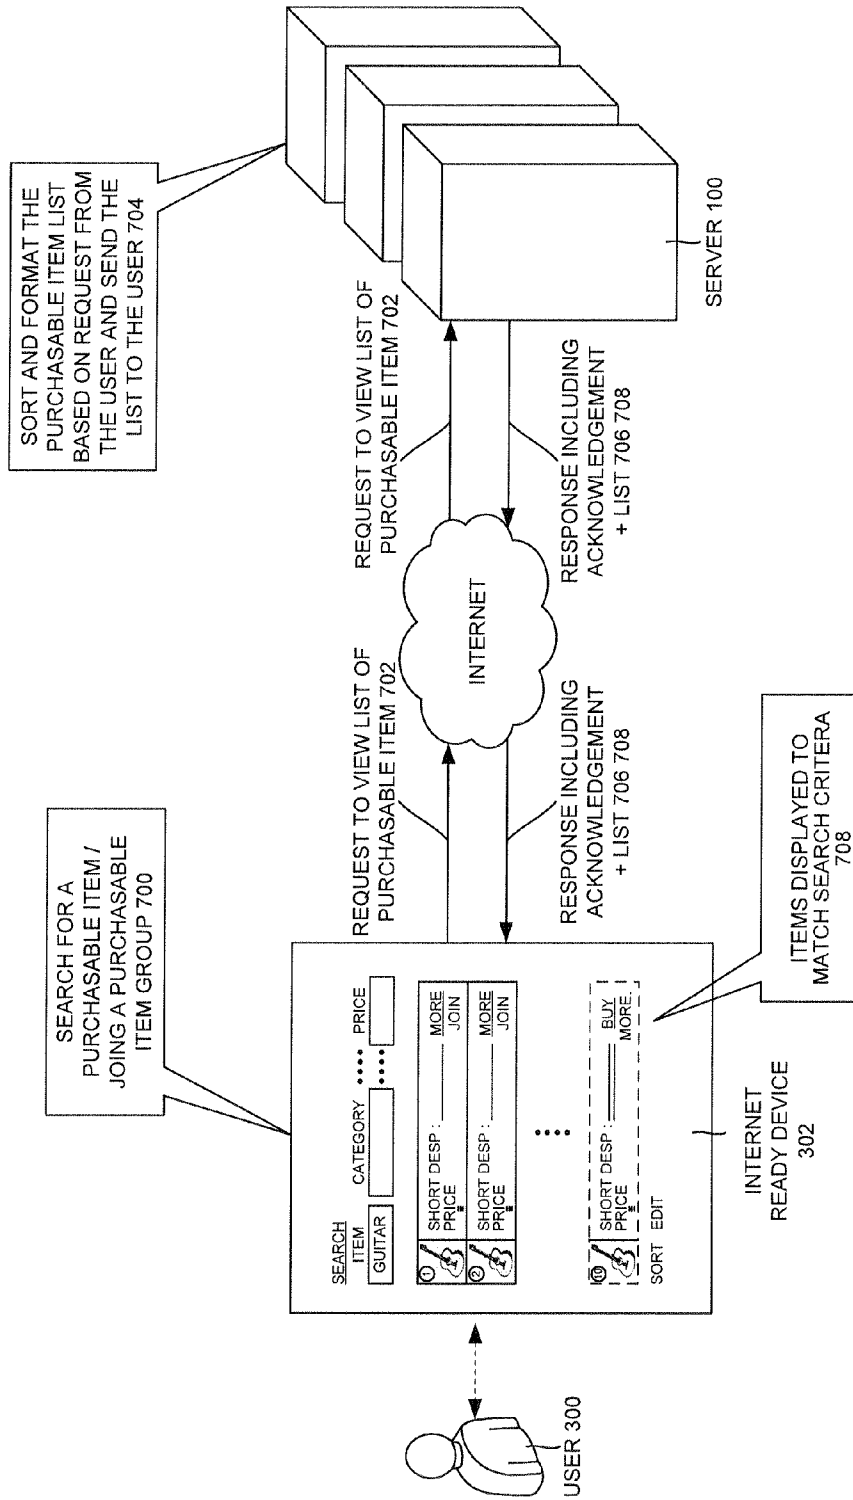 SEARCH FOR A
PURCHASABLE ITEM /
JOING A PURCHASABLE
ITEM GROUP 700
SORT AND FORMAT THE
PURCHASABLE ITEM LIST
BASED ON REQUEST FROM
THE USER AND SEND THE
LIST TO THE USER 704
SEARCH
ITEM CATEGORY PRICE
GUITAR
1 SHORT DESP : MORE
PRICE JOIN
2 SHORT DESP : MORE
PRICE JOIN
10 SHORT DESP : BUY
PRICE MORE
SORT EDIT
REQUEST TO VIEW LIST OF
PURCHASABLE ITEM 702
RESPONSE INCLUDING
ACKNOWLEDGEMENT
+ LIST 706 708
INTERNET
REQUEST TO VIEW LIST OF
PURCHASABLE ITEM 702
RESPONSE INCLUDING
ACKNOWLEDGEMENT
+ LIST 706 708
USER 300
INTERNET
READY DEVICE
302
ITEMS DISPLAYED TO
MATCH SEARCH CRITERA
708
SERVER 100